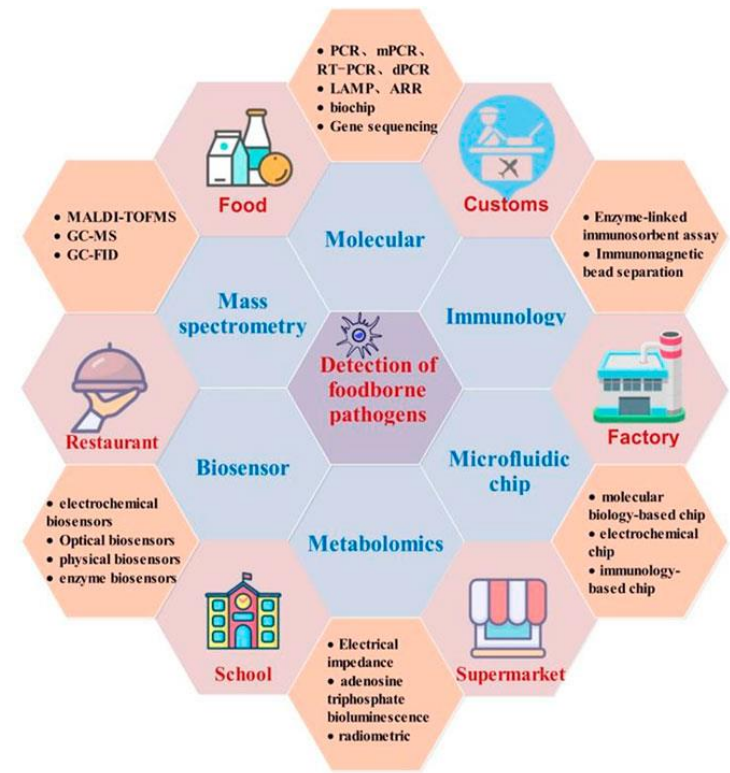 • PCR、mPCR、
RT-PCR、dPCR
• LAMP、ARR
• biochip
• Gene sequencing
Food
Customs
• MALDI-TOFMS
• GC-MS
• GC-FID
Molecular
• Enzyme-linked
immunosorbent assay
• Immunomagnetic
bead separation
Mass
spectrometry
Immunology
Detection of
foodborne
pathogens
Restaurant
Factory
Biosensor
Microfluidic
chip
• electrochemical
biosensors
• Optical biosensors
• physical biosensors
• enzyme biosensors
Metabolomics
• molecular
biology-based chip
• electrochemical
chip
• immunology-
based chip
School
Supermarket
• Electrical
impedance
• adenosine
triphosphate
bioluminescence
• radiometric